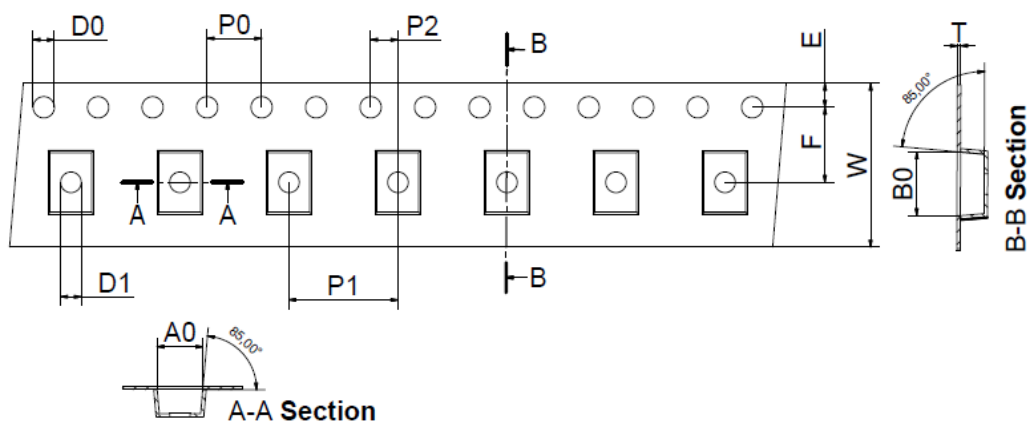 D0
P0
P2
B
E
T
85,00°
F
W
B0
B-B Section
A
A
D1
P1
B
A0
85,00°
A-A Section